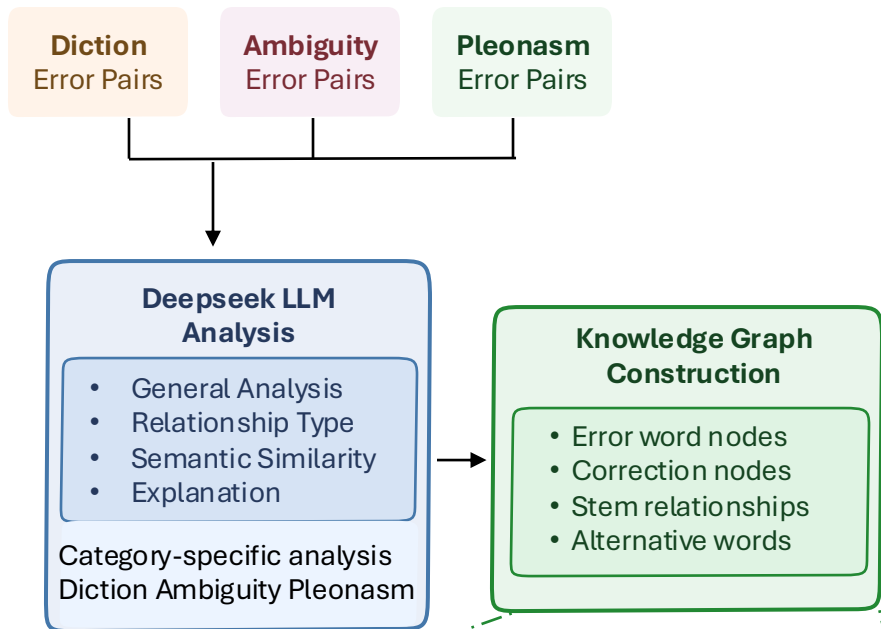 Diction
Error Pairs
Ambiguity
Error Pairs
Pleonasm
Error Pairs
Deepseek LLM
Analysis
• General Analysis
• Relationship Type
• Semantic Similarity
• Explanation
Category-specific analysis
Diction Ambiguity Pleonasm
Knowledge Graph
Construction
• Error word nodes
• Correction nodes
• Stem relationships
• Alternative words